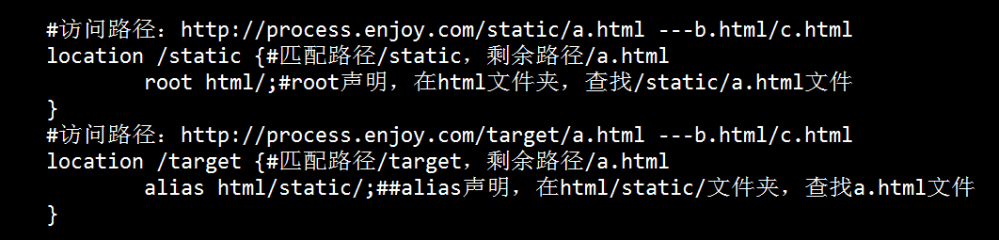 #访问路径：http://process.enjoy.com/static/a.html ---b.html/c.html
location /static {#匹配路径/static，剩余路径/a.html
root html/;#root声明，在html文件夹，查找/static/a.html文件
}
#访问路径：http://process.enjoy.com/target/a.html ---b.html/c.html
location /target {#匹配路径/target，剩余路径/a.html
alias html/static/;##alias声明，在html/static/文件夹，查找a.html文件
}